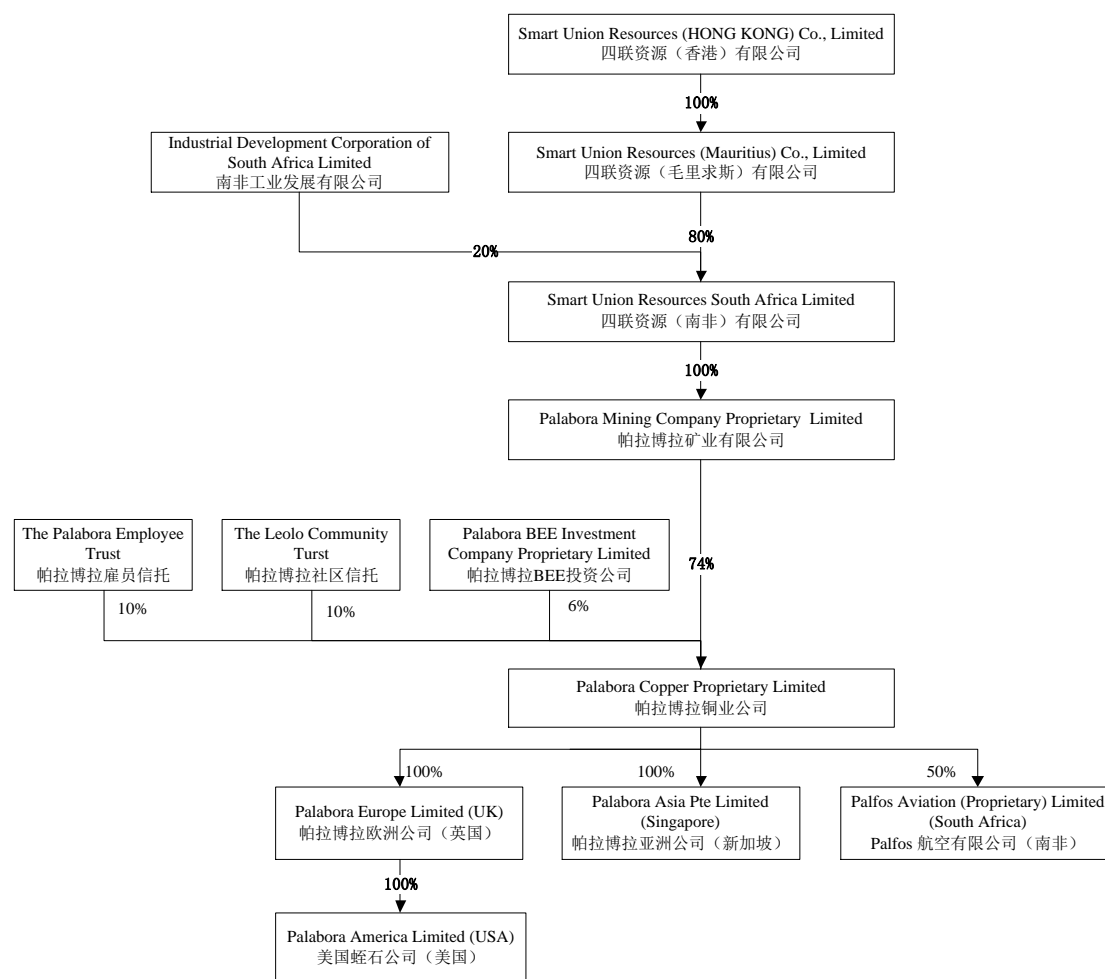 Smart Union Resources (HONG KONG) Co., Limited
四联资源（香港）有限公司
100%
Industrial Development Corporation of
South Africa Limited
南非工业发展有限公司
Smart Union Resources (Mauritius) Co., Limited
四联资源（毛里求斯）有限公司
20%
80%
Smart Union Resources South Africa Limited
四联资源（南非）有限公司
100%
Palabora Mining Company Proprietary Limited
帕拉博拉矿业有限公司
The Palabora Employee
Trust
帕拉博拉雇员信托
The Leolo Community
Turst
帕拉博拉社区信托
Palabora BEE Investment
Company Proprietary Limited
帕拉博拉BEE投资公司
74%
10%
10%
6%
Palabora Copper Proprietary Limited
帕拉博拉铜业公司
100%
100%
50%
Palabora Europe Limited (UK)
帕拉博拉欧洲公司（英国）
Palabora Asia Pte Limited
(Singapore)
帕拉博拉亚洲公司（新加坡）
Palfos Aviation (Proprietary) Limited
(South Africa)
Palfos 航空有限公司（南非）
100%
Palabora America Limited (USA)
美国蛭石公司（美国）